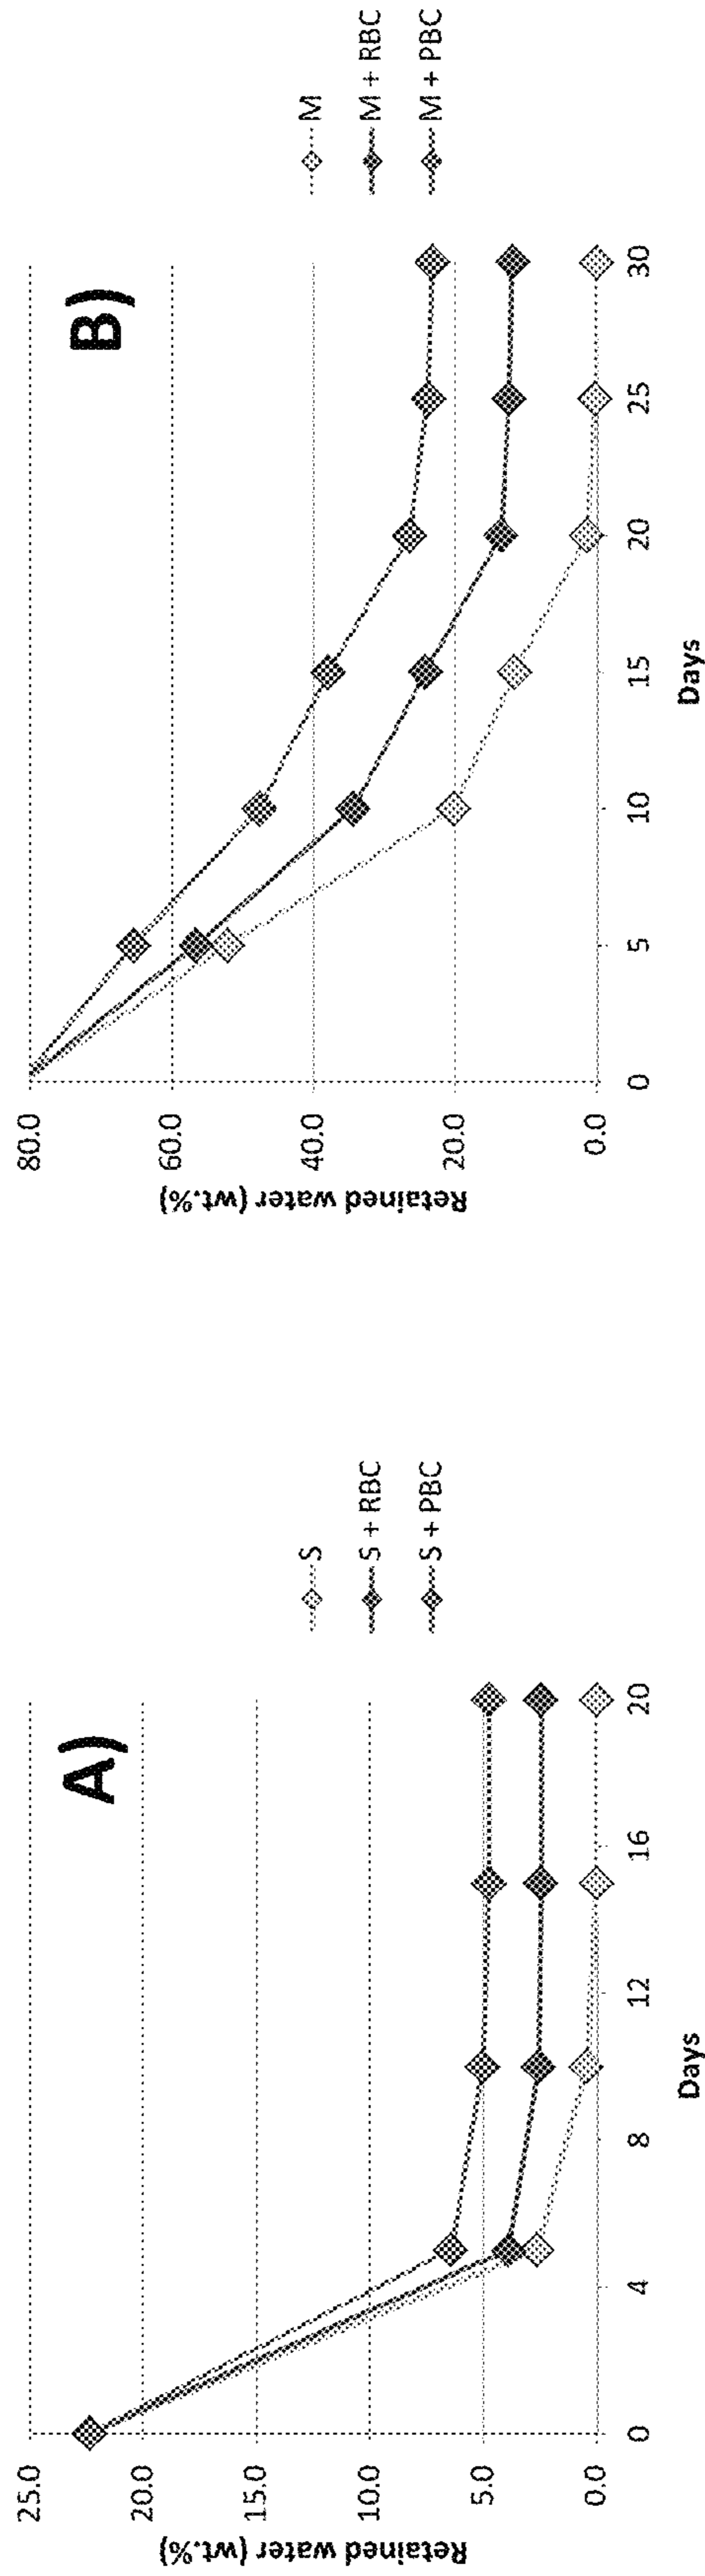 A)
Retained water (wt.%)
25.0
20.0
15.0
10.0
5.0
0.0
0
4
8
12
16
20
Days
S
S + RBC
S + PBC
B)
Retained water (wt.%)
80.0
60.0
40.0
20.0
0.0
0
5
10
15
20
25
30
Days
M
M + RBC
M + PBC